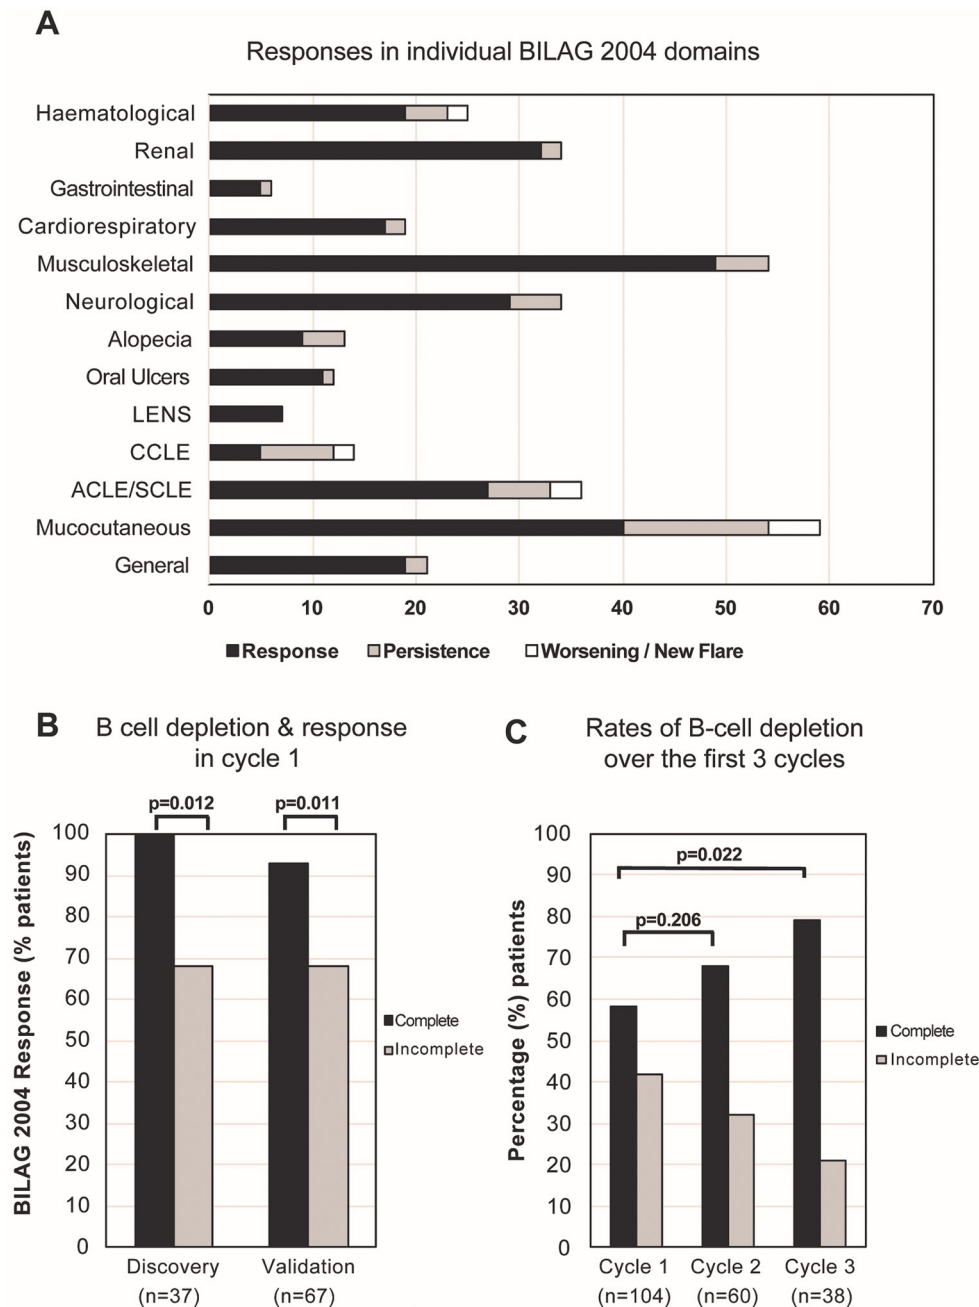 A
Responses in individual BILAG 2004 domains
Haematological
Renal
Gastrointestinal
Cardiorespiratory
Musculoskeletal
Neurological
Alopecia
Oral Ulcers
LENS
CCLE
ACLE/SCLE
Mucocutaneous
General
0 10 20 30 40 50 60 70
Response Persistence Worsening / New Flare
B
B cell depletion & response
in cycle 1
p=0.012 p=0.011
BILAG 2004 Response (% patients)
100
90
80
70
60
50
40
30
20
10
0
Complete
Incomplete
Discovery Validation
(n=37) (n=67)
C
Rates of B-cell depletion
over the first 3 cycles
p=0.022
p=0.206
Percentage (%) patients
100
90
80
70
60
50
40
30
20
10
0
Complete
Incomplete
Cycle 1 Cycle 2 Cycle 3
(n=104) (n=60) (n=38)